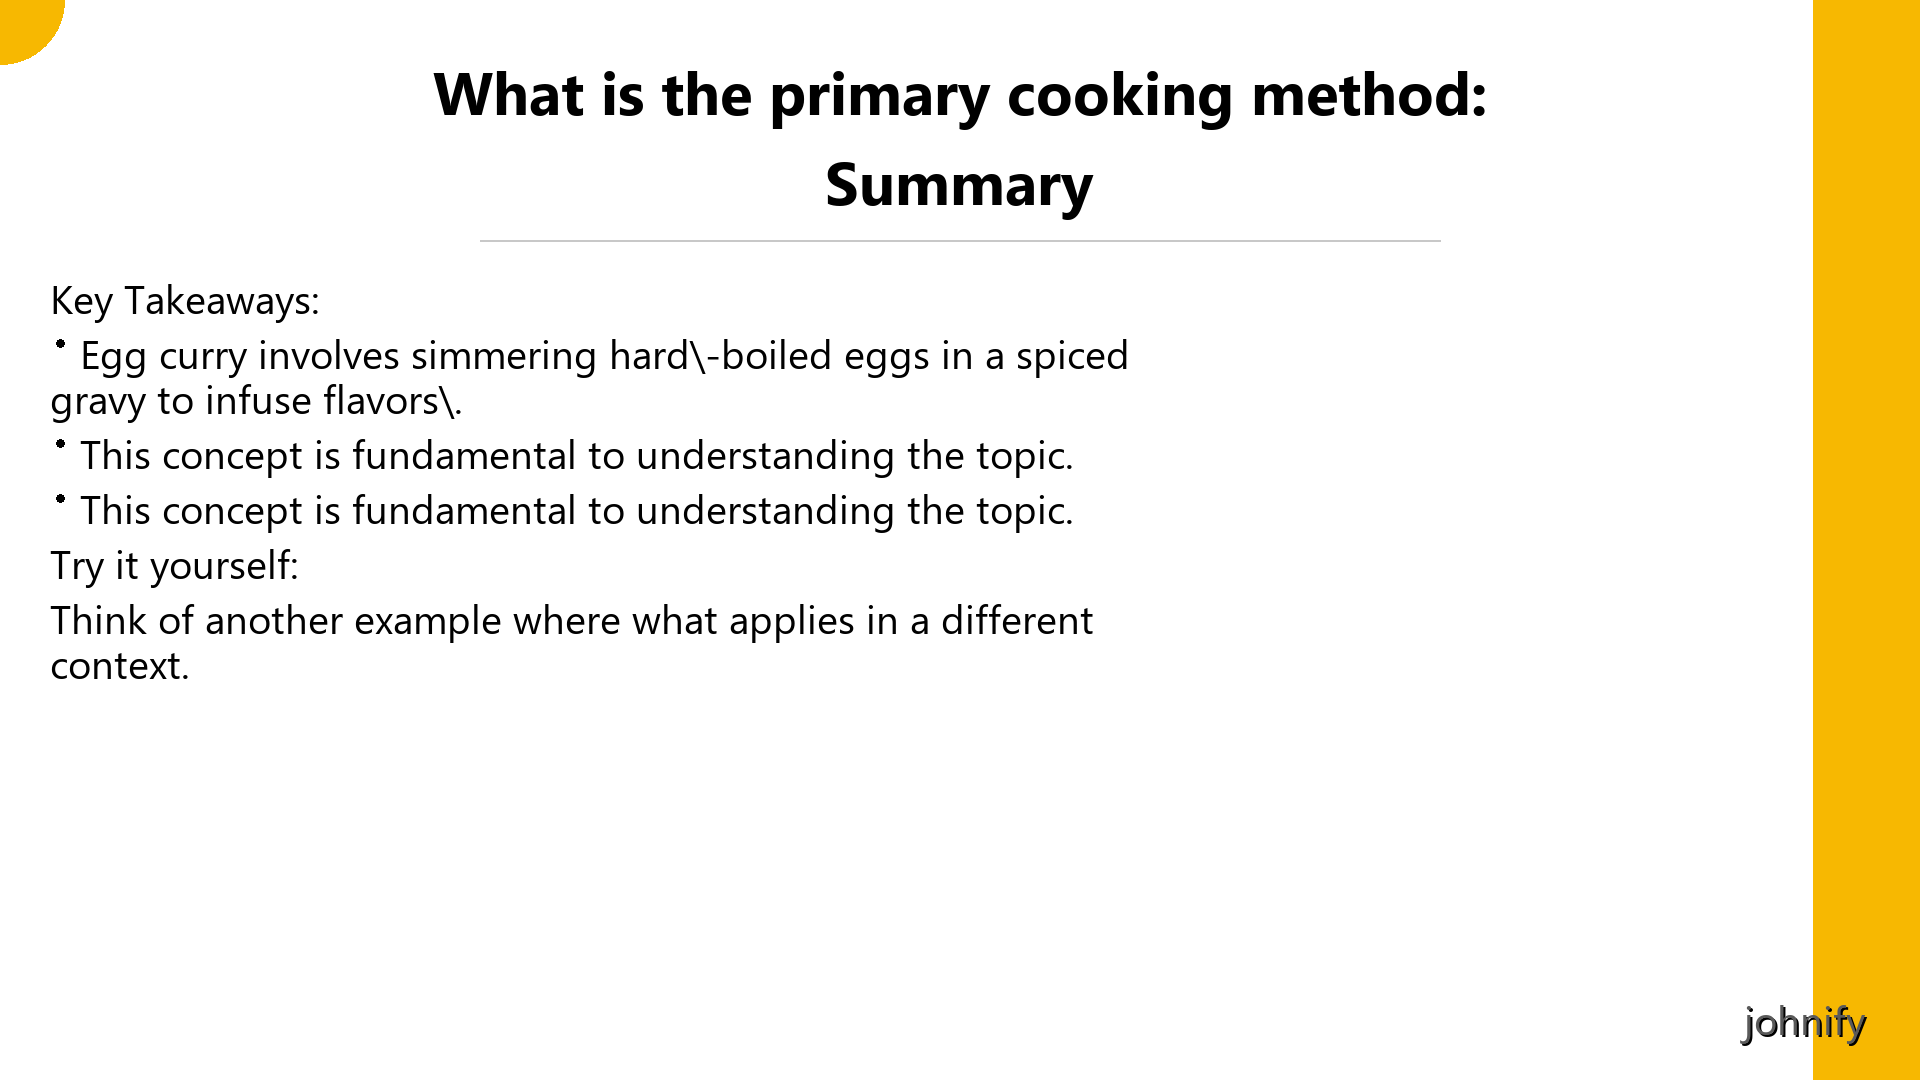 What is the primary cooking method:
Summary
Key Takeaways:
• Egg curry involves simmering hard\-boiled eggs in a spiced
gravy to infuse flavors\.
• This concept is fundamental to understanding the topic.
• This concept is fundamental to understanding the topic.
Try it yourself:
Think of another example where what applies in a different
context.
johnify